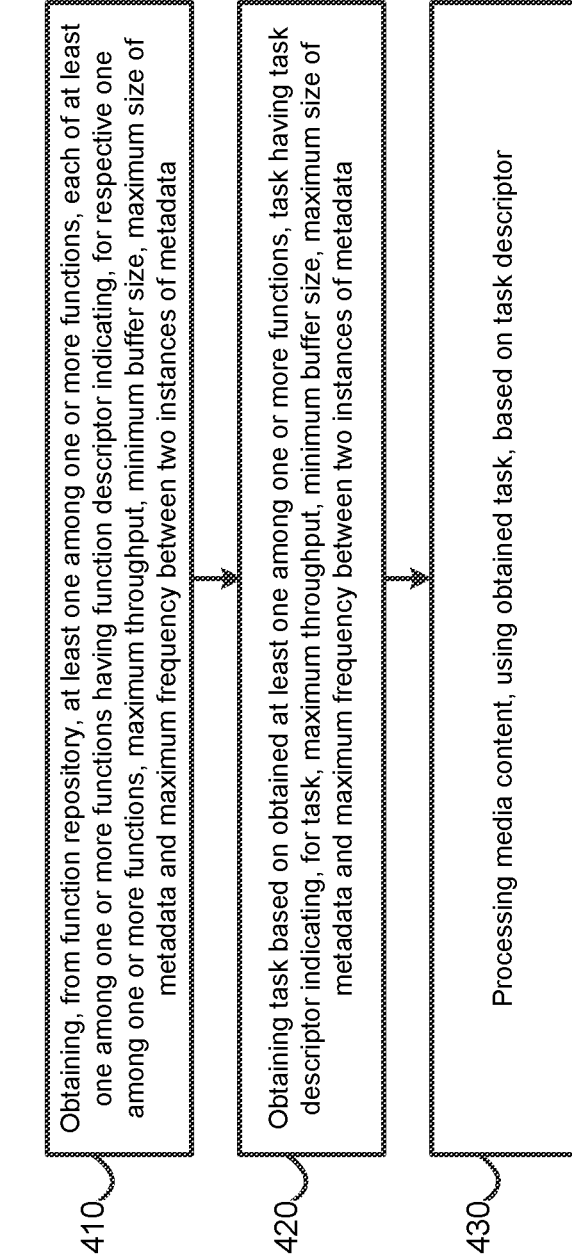 410
Obtaining, from function repository, at least one among one or more functions, each of at least
one among one or more functions having function descriptor indicating, for respective one
among one or more functions, maximum throughput, minimum buffer size, maximum size of
metadata and maximum frequency between two instances of metadata
420
Obtaining task based on obtained at least one among one or more functions, task having task
descriptor indicating, for task, maximum throughput, minimum buffer size, maximum size of
metadata and maximum frequency between two instances of metadata
430
Processing media content, using obtained task, based on task descriptor